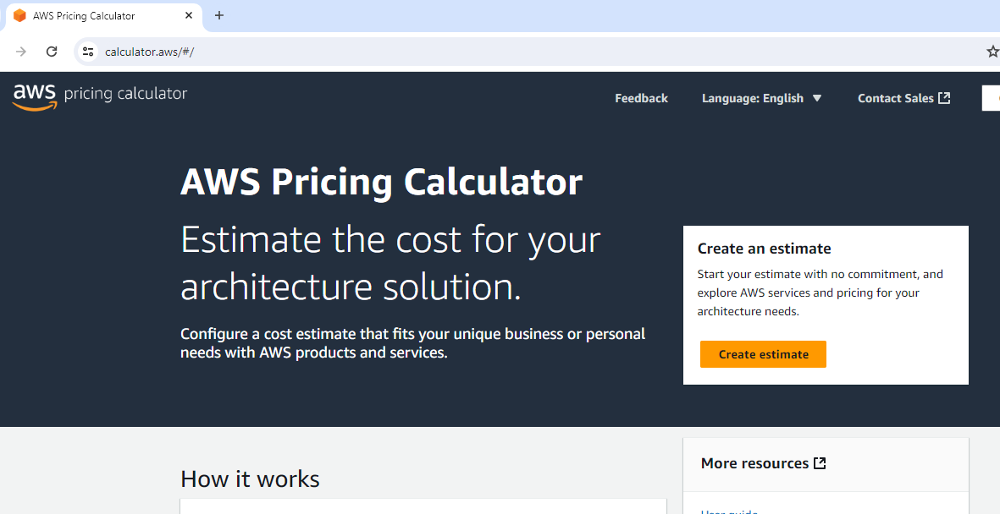 AWS Pricing Calculator
calculator.aws/#/
aws pricing calculator
Feedback
Language: English
Contact Sales
AWS Pricing Calculator
Estimate the cost for your
architecture solution.
Configure a cost estimate that fits your unique business or personal
needs with AWS products and services.
Create an estimate
Start your estimate with no commitment, and
explore AWS services and pricing for your
architecture needs.
Create estimate
How it works
More resources
User guide